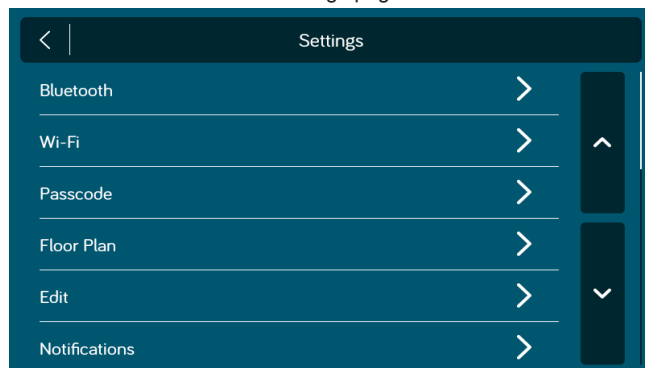 Settings
Bluetooth
Wi-Fi
Passcode
Floor Plan
Edit
Notifications